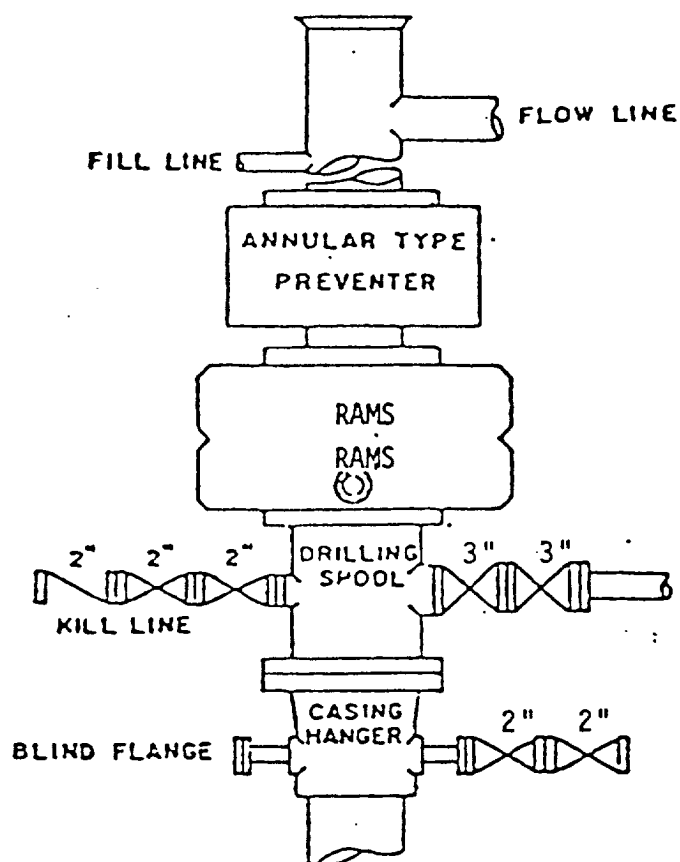 FLOW LINE
FILL LINE
ANNULAR TYPE
PREVENTER
RAMS
RAMS
2" 2" 2"
DRILLING
SPOOL
3" 3"
KILL LINE
CASING
HANGER
2" 2"
BLIND FLANGE